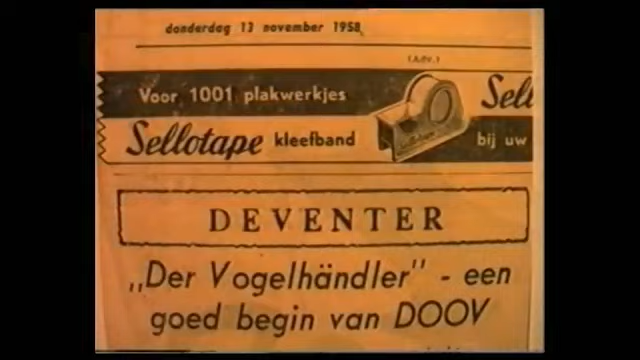 donderdag 13 november 1958
(Adv.)
Voor 1001 plakwerkjes
Sellotape kleefband
bij uw
DEVENTER
„Der Vogelhändler" - een
goed begin van DOOV